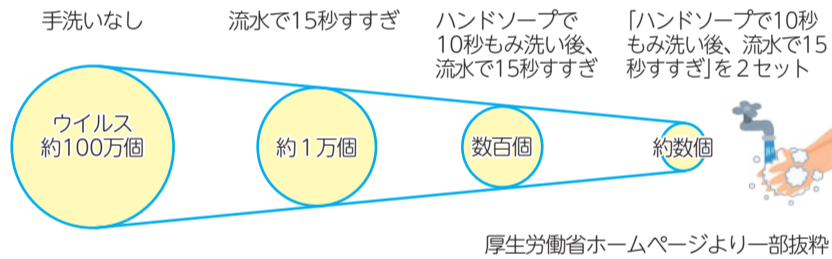 手洗いなし
流水で15秒すすぎ
ハンドソープで
10秒もみ洗い後、
流水で15秒すすぎ
「ハンドソープで10秒
もみ洗い後、流水で15
秒すすぎ」を2セット
ウイルス
約100万個
約1万個
数百個
約数個
厚生労働省ホームページより一部抜粋